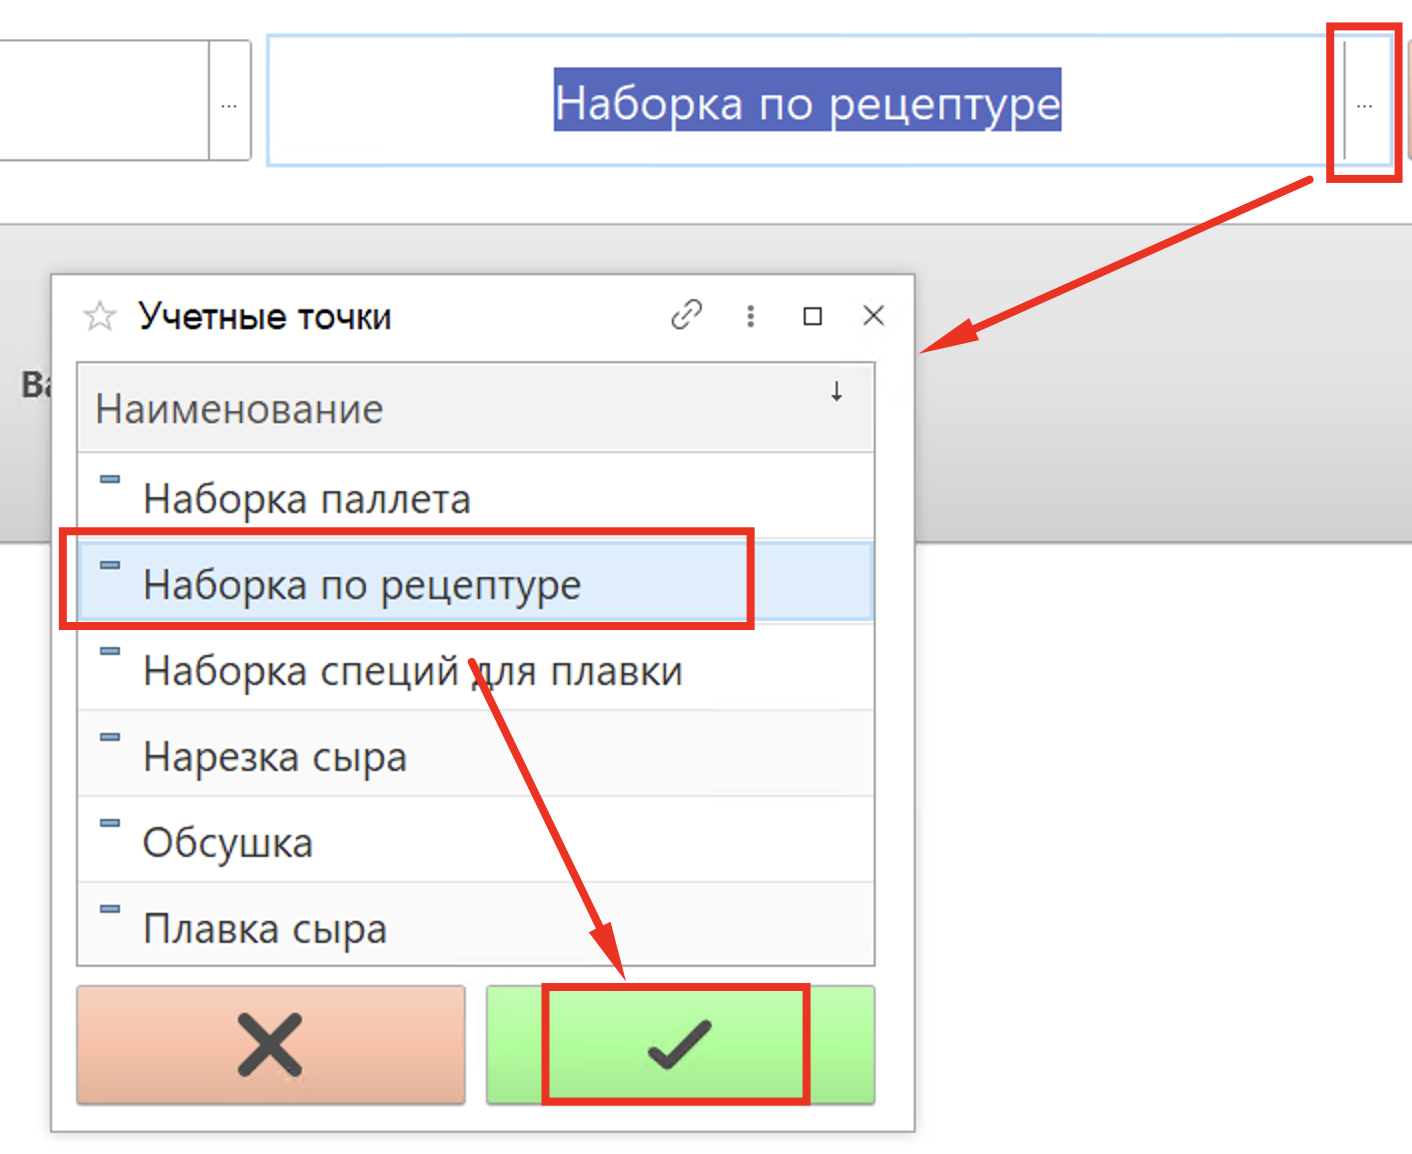 ...
Наборка по рецептуре
...
Учетные точки
Наименование
Наборка паллета
Наборка по рецептуре
Наборка специй для плавки
Нарезка сыра
Обсушка
Плавка сыра